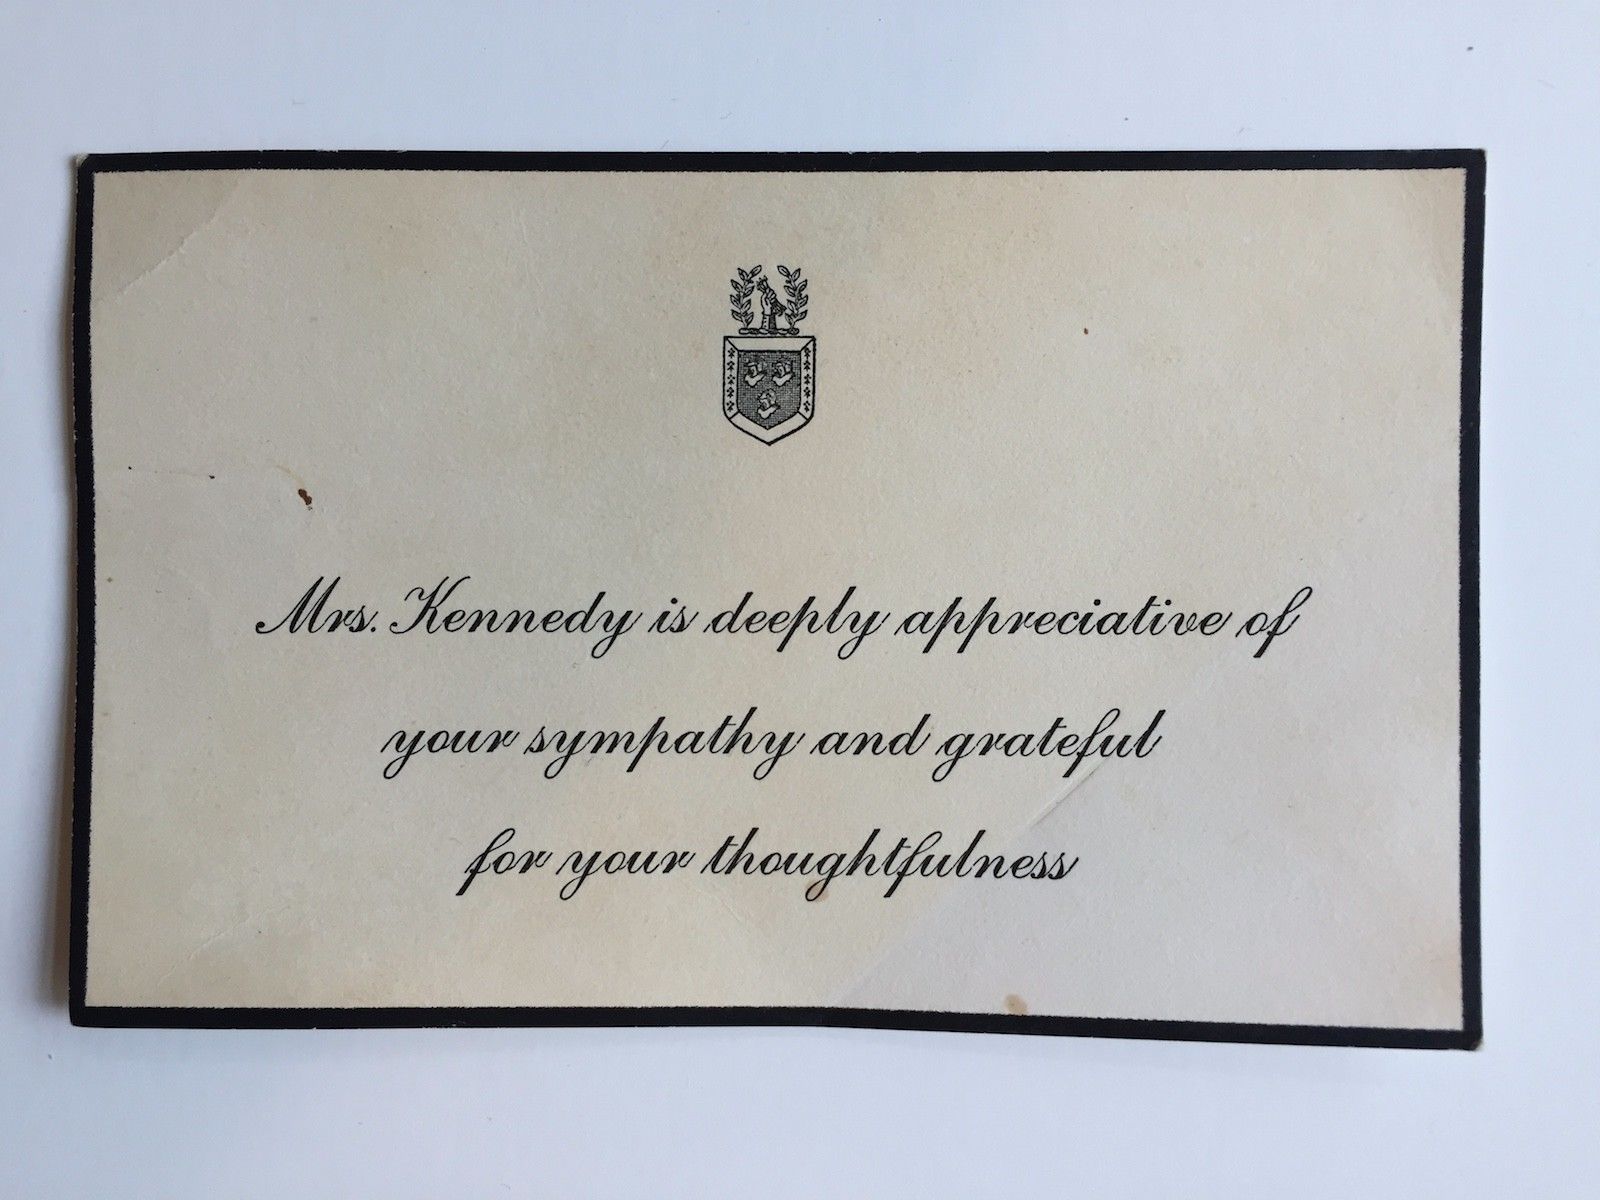 Mrs. Kennedy is deeply appreciative of
your sympathy and grateful
for your thoughtfulness